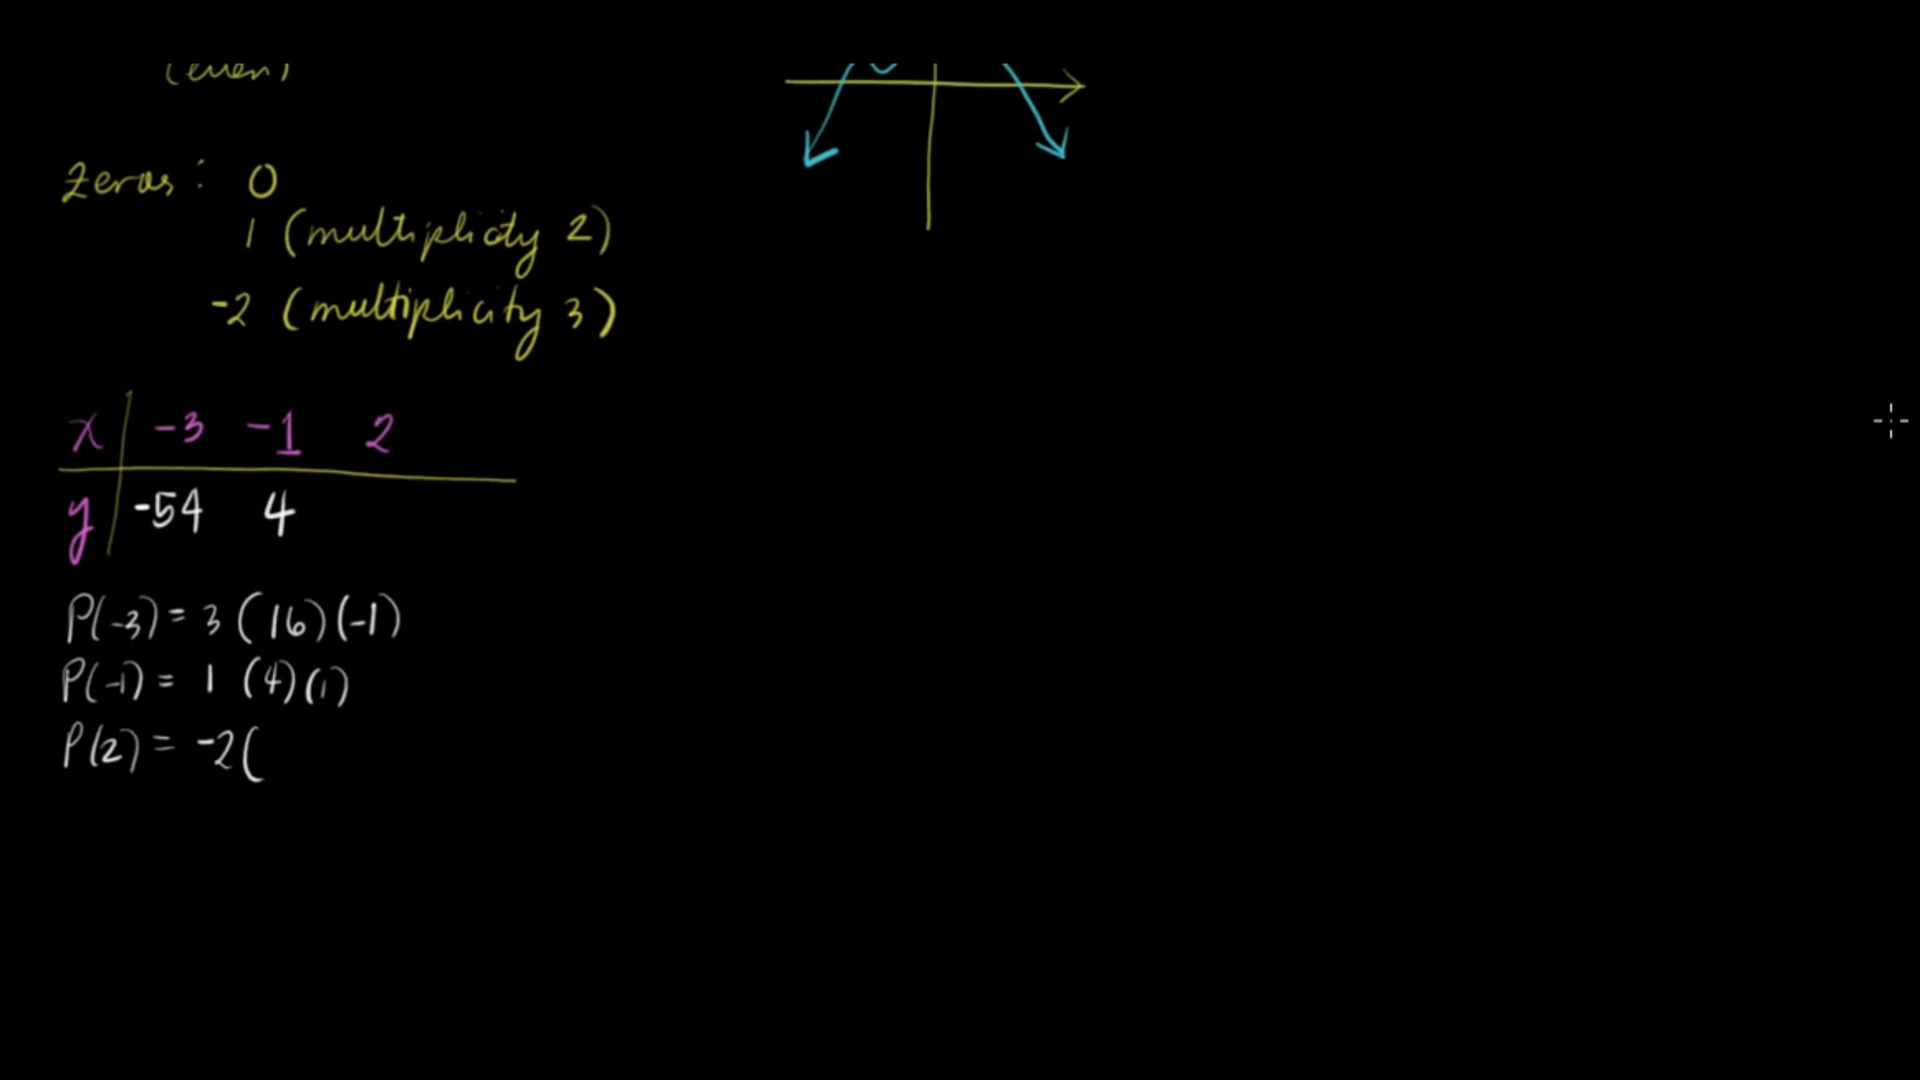 (even)
Zeros: 0
1 (multiplicity 2)
-2 (multiplicity 3)
x -3 -1 2
y -54 4
P(-3) = 3 (16)(-1)
P(-1) = 1 (4)(1)
P(2) = -2(